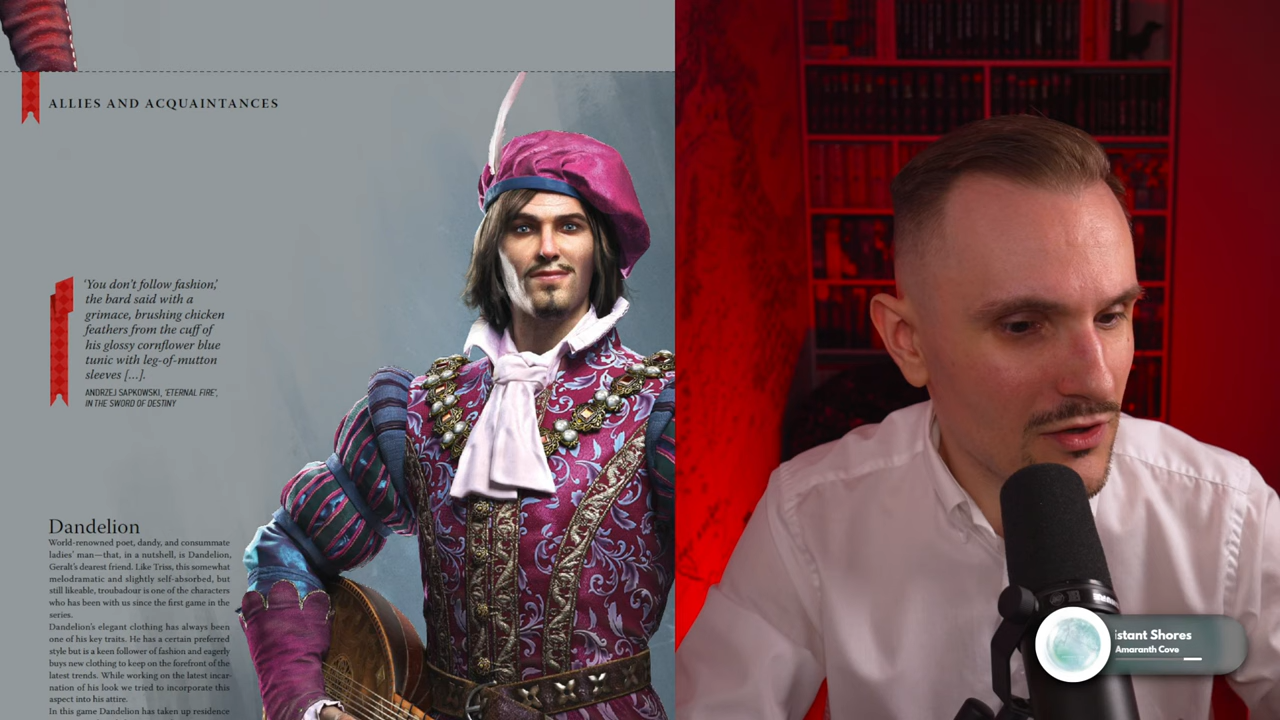 ALLIES AND ACQUAINTANCES
'You don't follow fashion,'
the bard said with a
grimace, brushing chicken
feathers from the cuff of
his glossy cornflower blue
tunic with leg-of-mutton
sleeves [...].
ANDRZEJ SAPKOWSKI, 'ETERNAL FIRE',
IN THE SWORD OF DESTINY
Dandelion
World-renowned poet, dandy, and consummate
ladies' man—that, in a nutshell, is Dandelion,
Geralt's dearest friend. Like Triss, this somewhat
melodramatic and slightly self-absorbed, but
still likeable, troubadour is one of the characters
who has been with us since the first game in the
series.
Dandelion's elegant clothing has always been
one of his key traits. He has a certain preferred
style but is a keen follower of fashion and eagerly
buys new clothing to keep on the forefront of the
latest trends. While working on the latest incar-
nation of his look we tried to incorporate this
aspect into his attire.
In this game Dandelion has taken up residence
istant Shores
Amaranth Cove